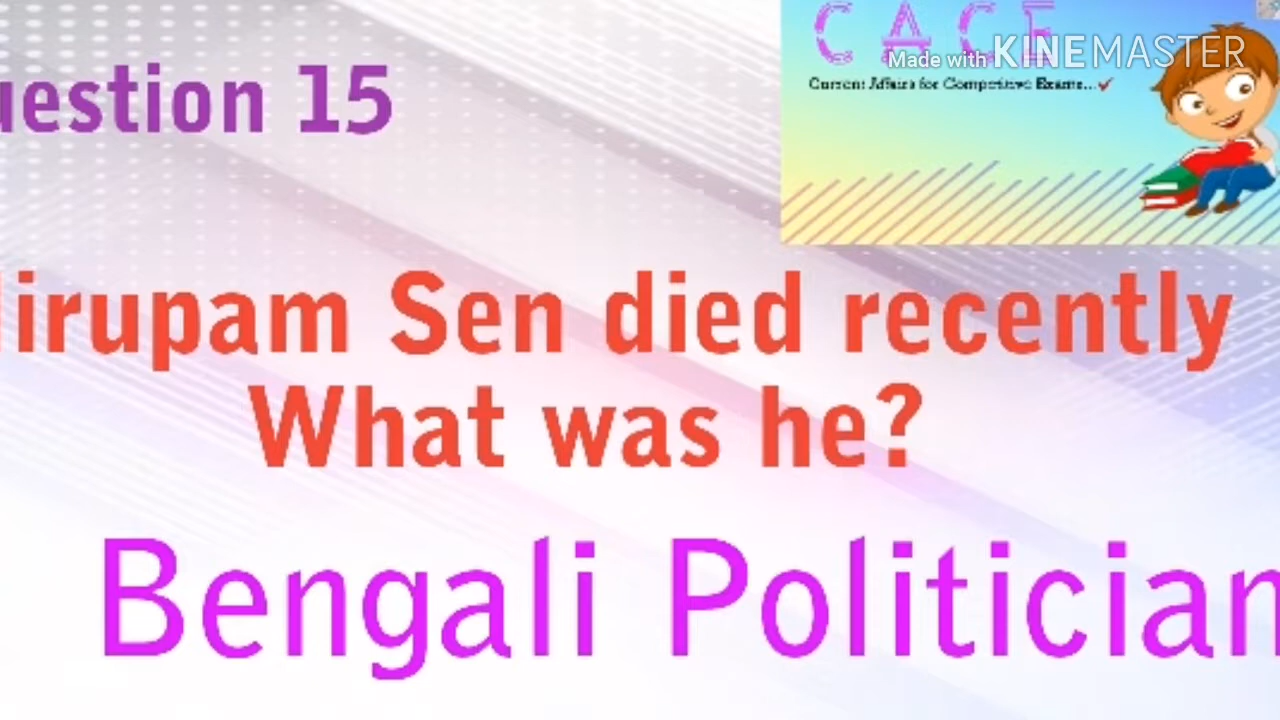 uestion 15
C A C E
Made with KINEMASTER
Current Affairs for Competitive Exams...✓
irupam Sen died recently
What was he?
Bengali Politician